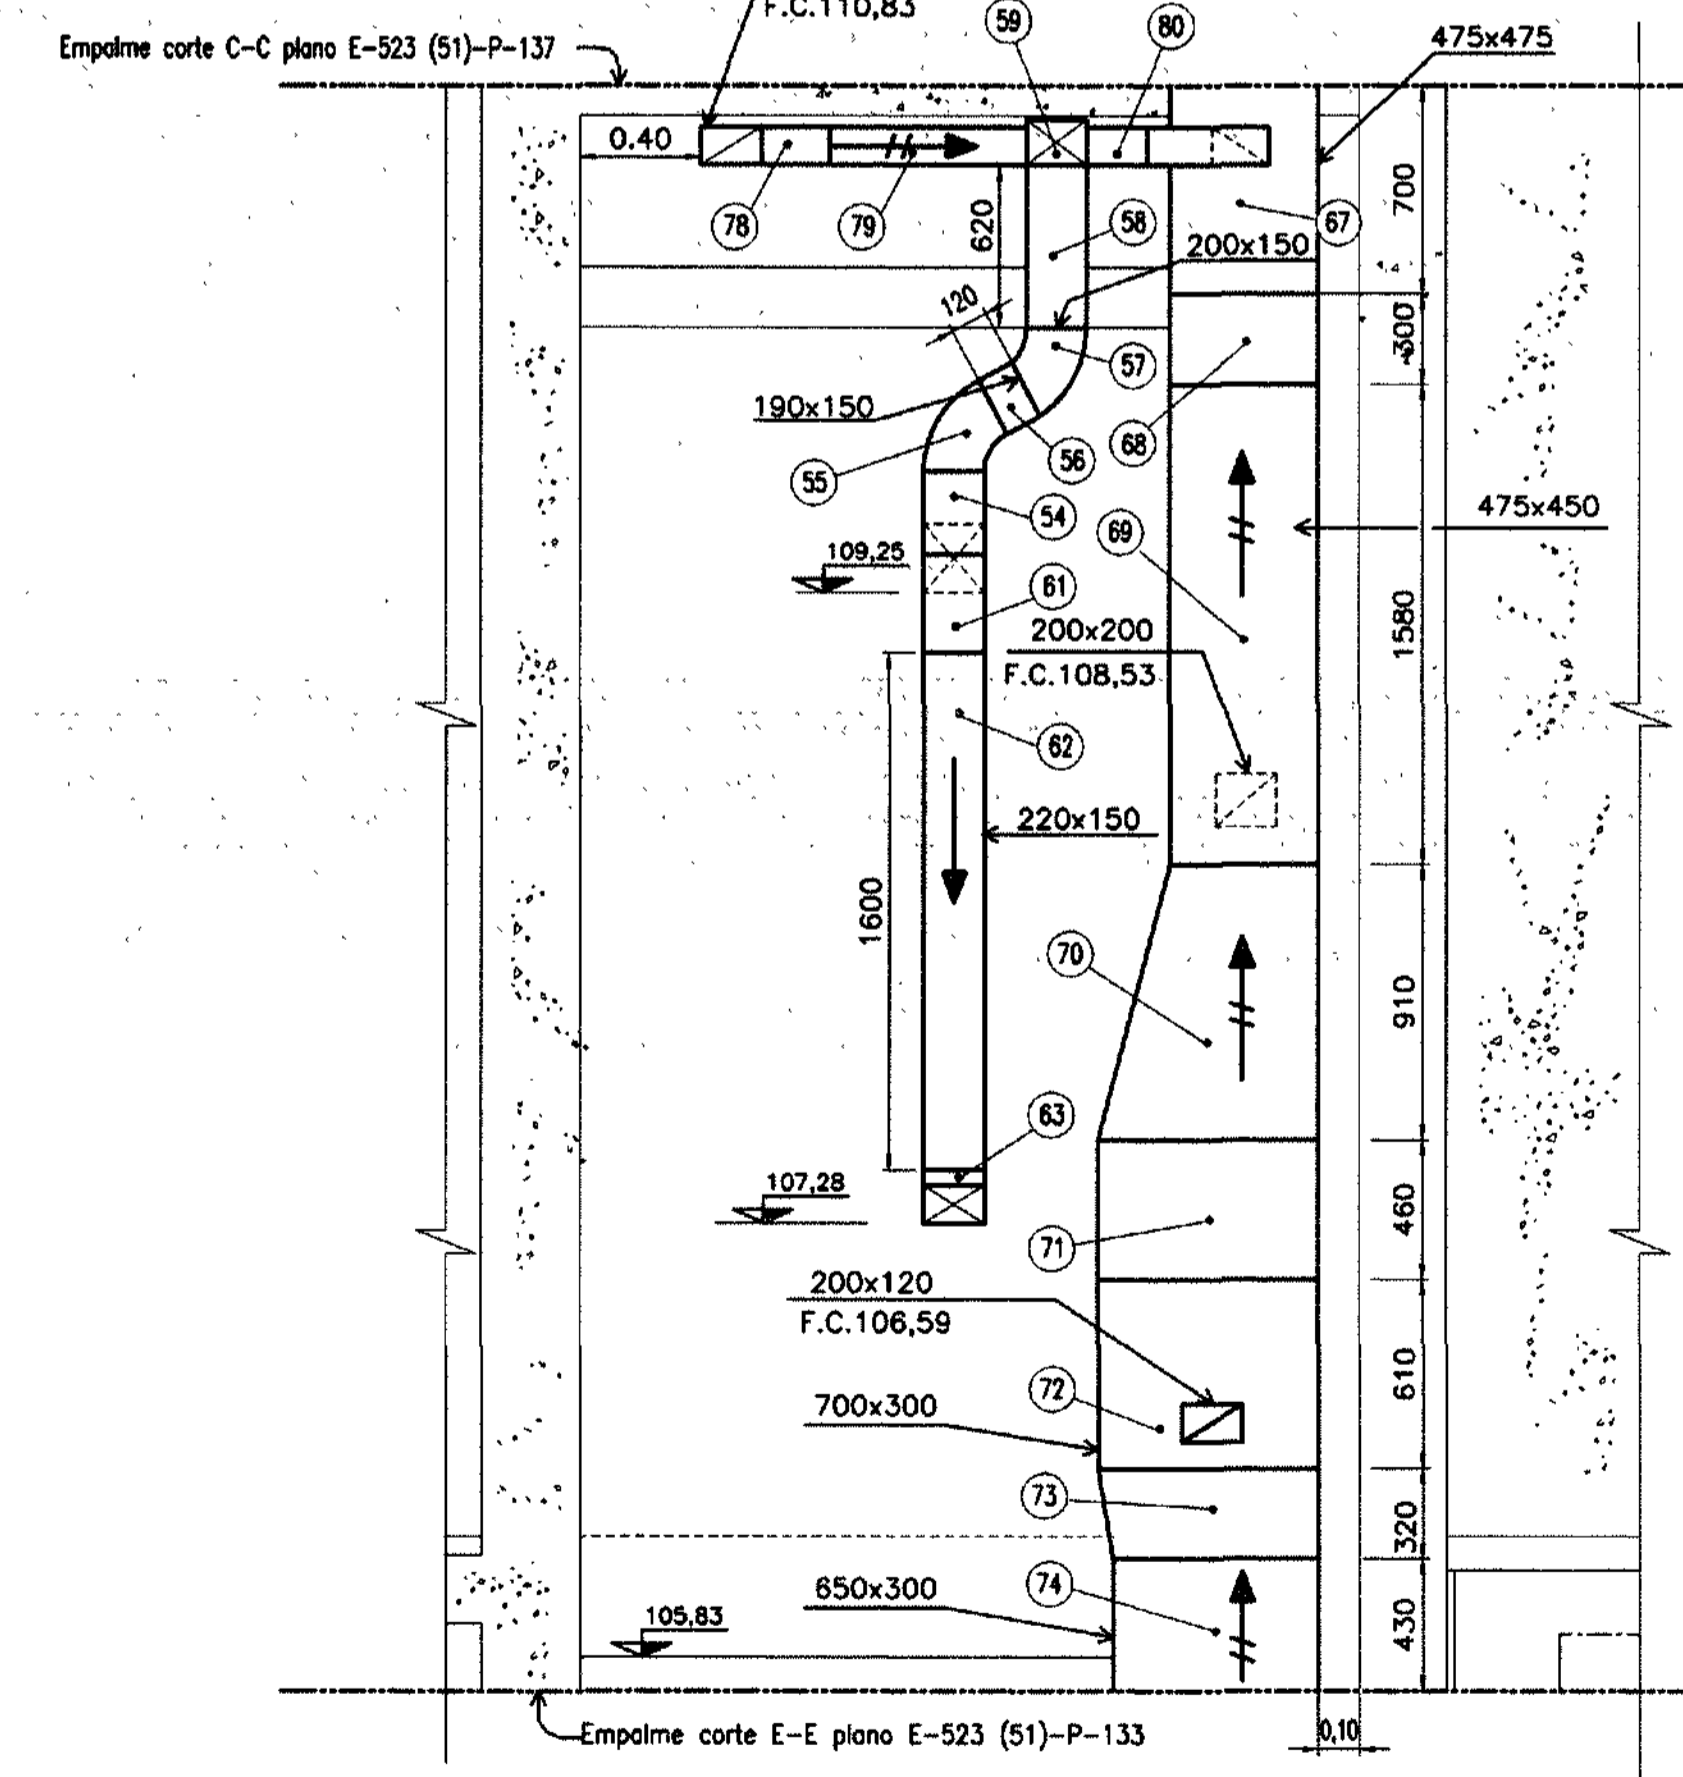 F.C.110,83
59
80
475x475
Empalme corte C-C plano E-523 (51)-P-137
0.40
700
78
79
620
58
67
200x150
120
300
57
190x150
68
56
55
475x450
54
69
109,25
61
200x200
1580
F.C.108,53
62
220x150
1600
70
910
63
107,28
460
71
200x120
F.C.106,59
610
72
700x300
73
320
74
650x300
105,83
430
Empalme corte E-E plano E-523 (51)-P-133
0,10